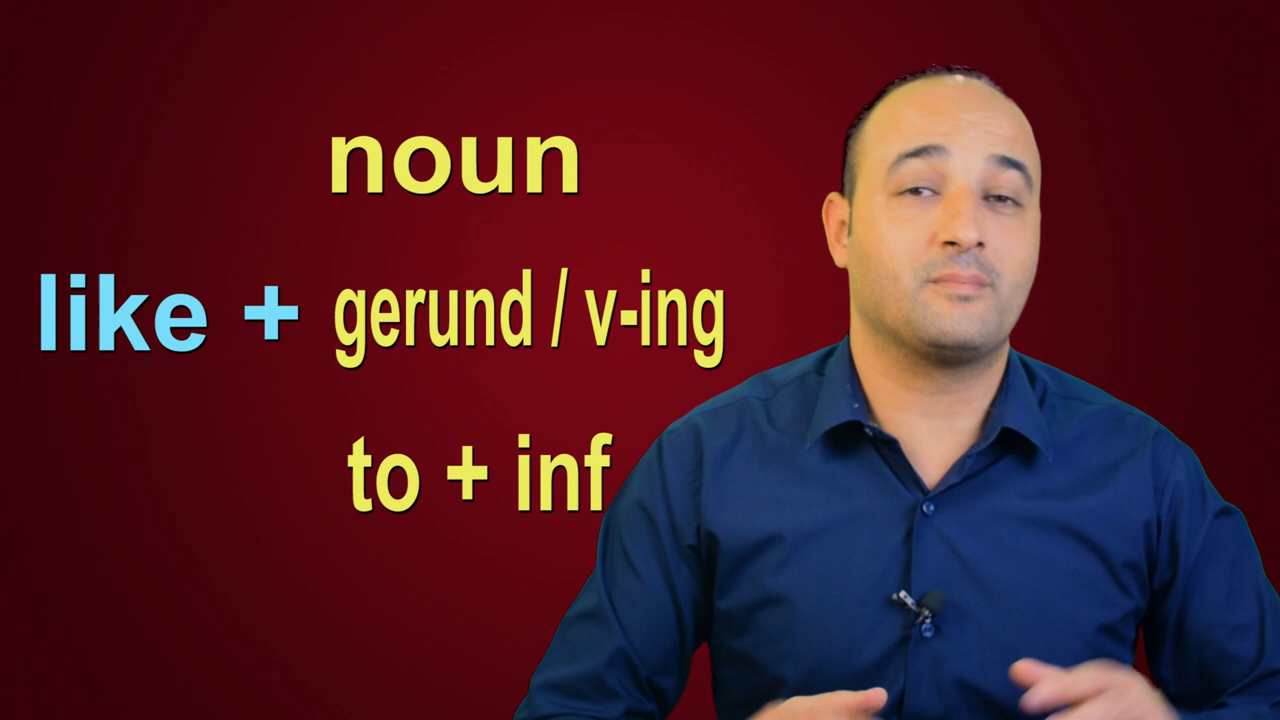 noun
like + gerund / v-ing
to + inf